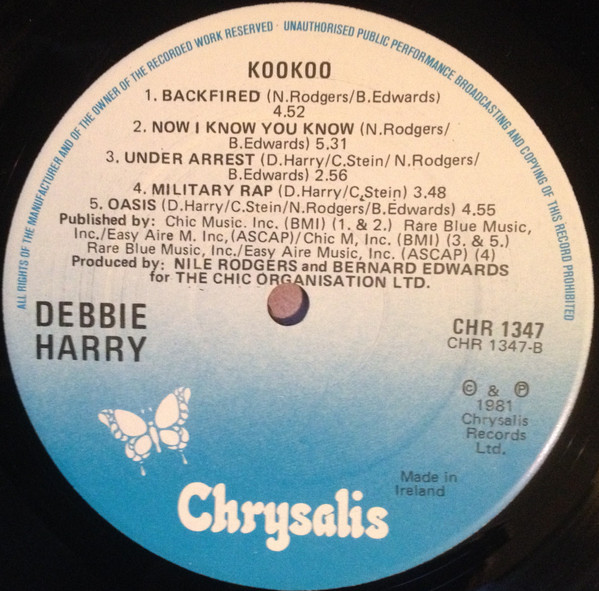 ALL RIGHTS OF THE MANUFACTURER AND OF THE OWNER OF THE RECORDED WORK RESERVED · UNAUTHORISED PUBLIC PERFORMANCE BROADCASTING AND COPYING OF THIS RECORD PROHIBITED
KOOKOO
1. BACKFIRED (N.Rodgers/B.Edwards)
4.52
2. NOW I KNOW YOU KNOW (N.Rodgers/
B.Edwards) 5.31
3. UNDER ARREST (D.Harry/C.Stein/ N.Rodgers/
B.Edwards) 2.56
4. MILITARY RAP (D.Harry/C.Stein) 3.48
5. OASIS (D.Harry/C.Stein/N.Rodgers/B.Edwards) 4.55
Published by: Chic Music. Inc. (BMI) (1. & 2.) Rare Blue Music,
Inc./Easy Aire M. Inc, (ASCAP)/Chic M, Inc. (BMI) (3. & 5.)
Rare Blue Music, Inc./Easy Aire Music, Inc. (ASCAP) (4)
Produced by: NILE RODGERS and BERNARD EDWARDS
for THE CHIC ORGANISATION LTD.
DEBBIE
HARRY
CHR 1347
CHR 1347-B
© & ℗
1981
Chrysalis
Records
Ltd.
Made in
Ireland
Chrysalis